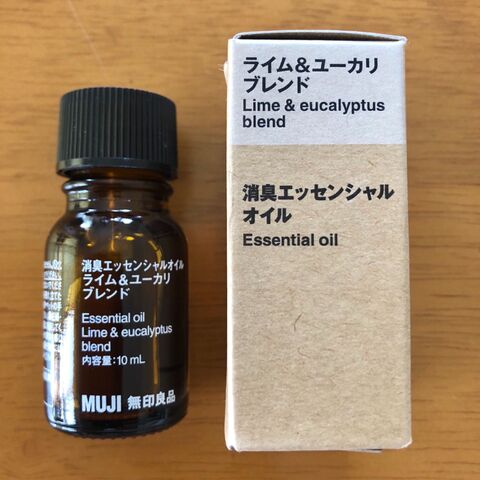 消臭エッセンシャルオイル
ライム&ユーカリ
ブレンド
Essential oil
Lime & eucalyptus
blend
内容量:10 mL
MUJI 無印良品
ライム&ユーカリ
ブレンド
Lime & eucalyptus
blend
消臭エッセンシャル
オイル
Essential oil